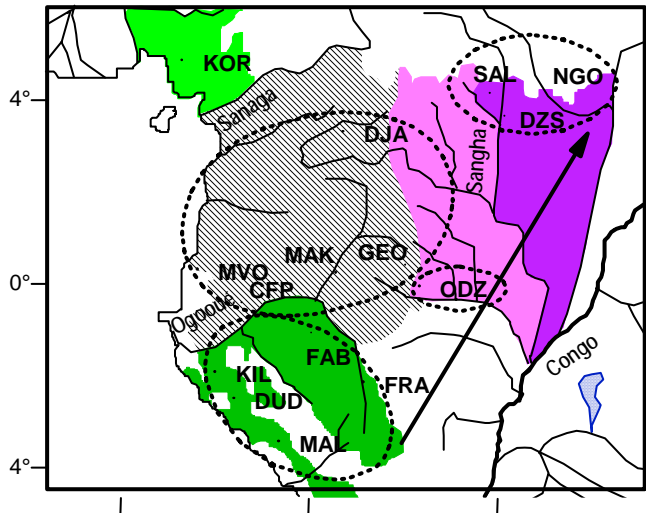 KOR
SAL
NGO
4°
Sanaga
DJA
DZS
Sangha
GEO
MAK
MVO
0°
CFP
ODZ
Ogooué
FAB
Congo
KIL
FRA
DUD
MAL
4°